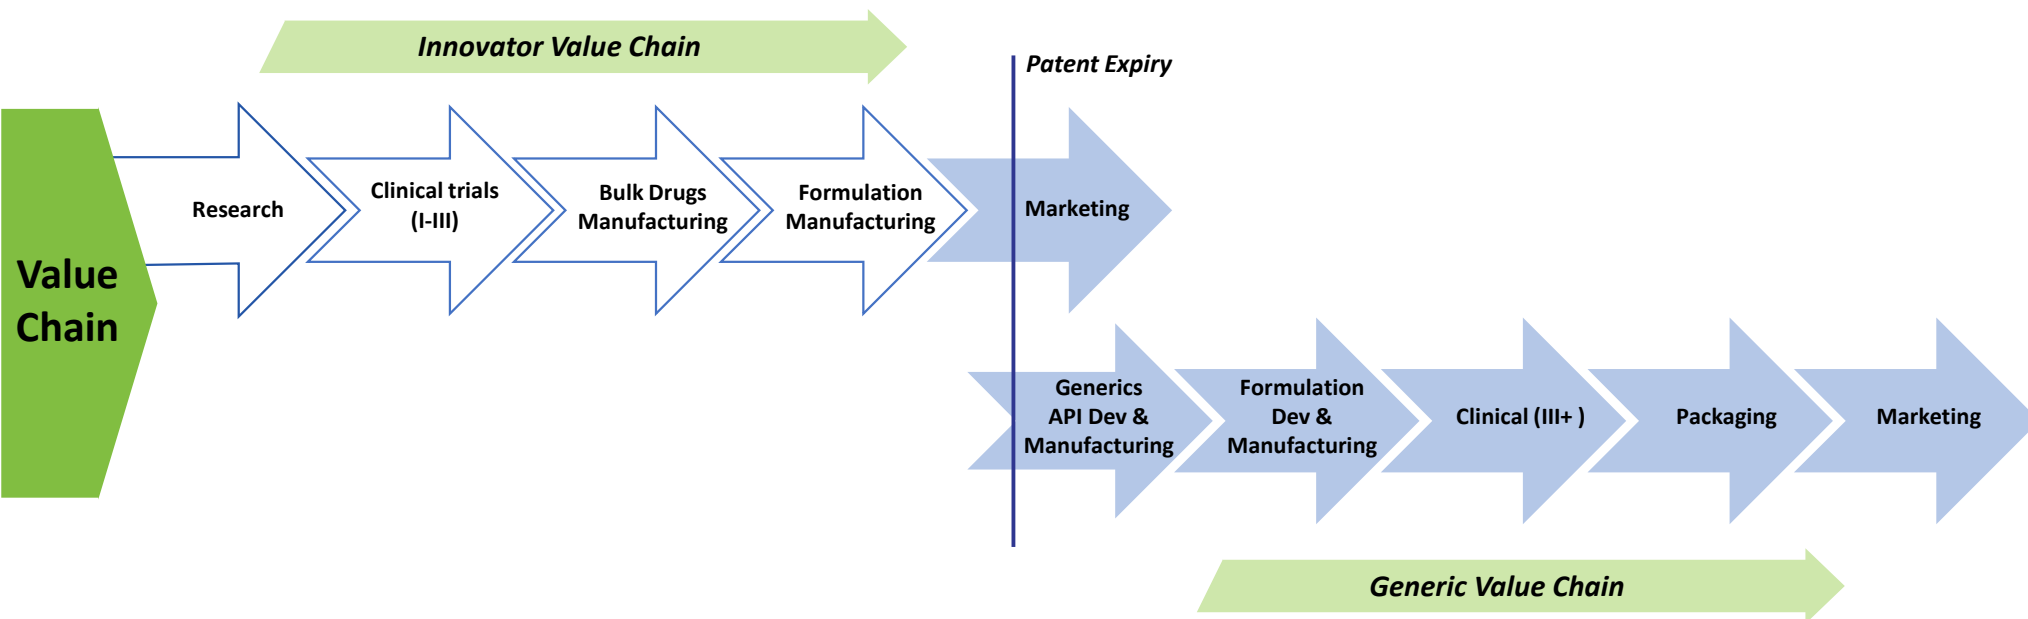 Innovator Value Chain
Patent Expiry
Value
Chain
Research
Clinical trials
(I-III)
Bulk Drugs
Manufacturing
Formulation
Manufacturing
Marketing
Generics
API Dev &
Manufacturing
Formulation
Dev &
Manufacturing
Clinical (III+ )
Packaging
Marketing
Generic Value Chain